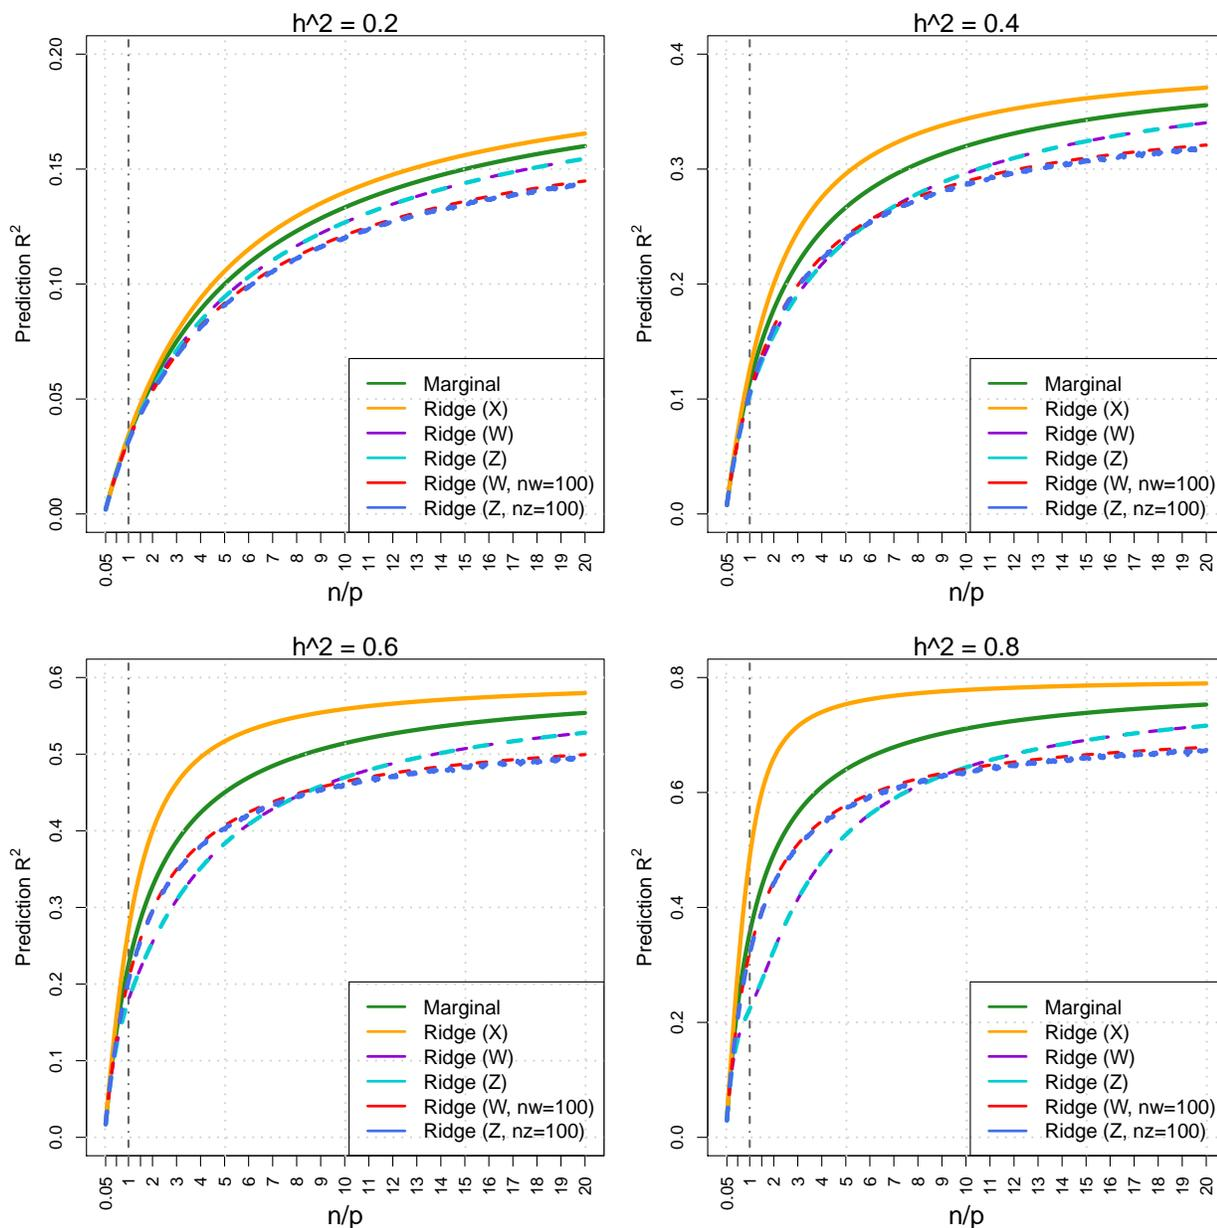 h^2 = 0.2
Prediction R²
0.20
0.15
0.10
0.05
0.00
Marginal
Ridge (X)
Ridge (W)
Ridge (Z)
Ridge (W, nw=100)
Ridge (Z, nz=100)
0.05 1 2 3 4 5 6 7 8 9 10 11 12 13 14 15 16 17 18 19 20
n/p
h^2 = 0.4
Prediction R²
0.4
0.3
0.2
0.1
0.0
Marginal
Ridge (X)
Ridge (W)
Ridge (Z)
Ridge (W, nw=100)
Ridge (Z, nz=100)
0.05 1 2 3 4 5 6 7 8 9 10 11 12 13 14 15 16 17 18 19 20
n/p
h^2 = 0.6
Prediction R²
0.6
0.5
0.4
0.3
0.2
0.1
0.0
Marginal
Ridge (X)
Ridge (W)
Ridge (Z)
Ridge (W, nw=100)
Ridge (Z, nz=100)
0.05 1 2 3 4 5 6 7 8 9 10 11 12 13 14 15 16 17 18 19 20
n/p
h^2 = 0.8
Prediction R²
0.8
0.6
0.4
0.2
0.0
Marginal
Ridge (X)
Ridge (W)
Ridge (Z)
Ridge (W, nw=100)
Ridge (Z, nz=100)
0.05 1 2 3 4 5 6 7 8 9 10 11 12 13 14 15 16 17 18 19 20
n/p